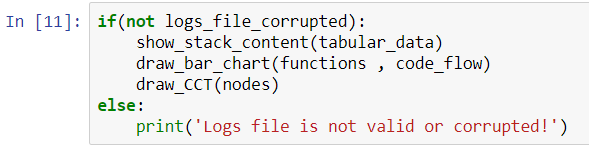 In [11]: if(not logs_file_corrupted):
    show_stack_content(tabular_data)
    draw_bar_chart(functions , code_flow)
    draw_CCT(nodes)
else:
    print('Logs file is not valid or corrupted!')